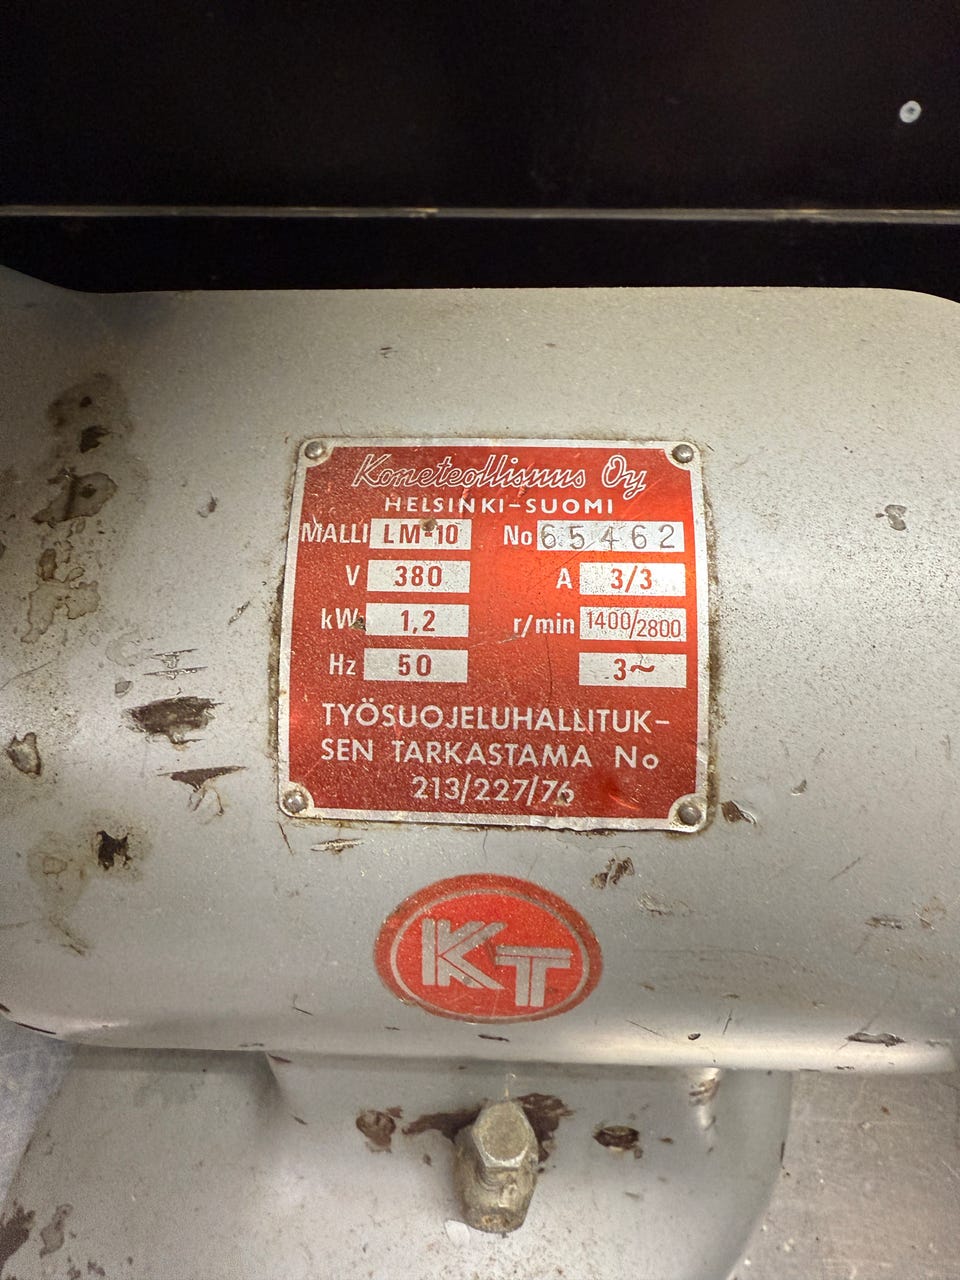 Koneteollisuus Oy
HELSINKI-SUOMI
MALLI LM-10 No 65462
V 380 A 3/3
kW 1,2 r/min 1400/2800
Hz 50 3~
TYÖSUOJELUHALLITUK-
SEN TARKASTAMA No
213/227/76
KT